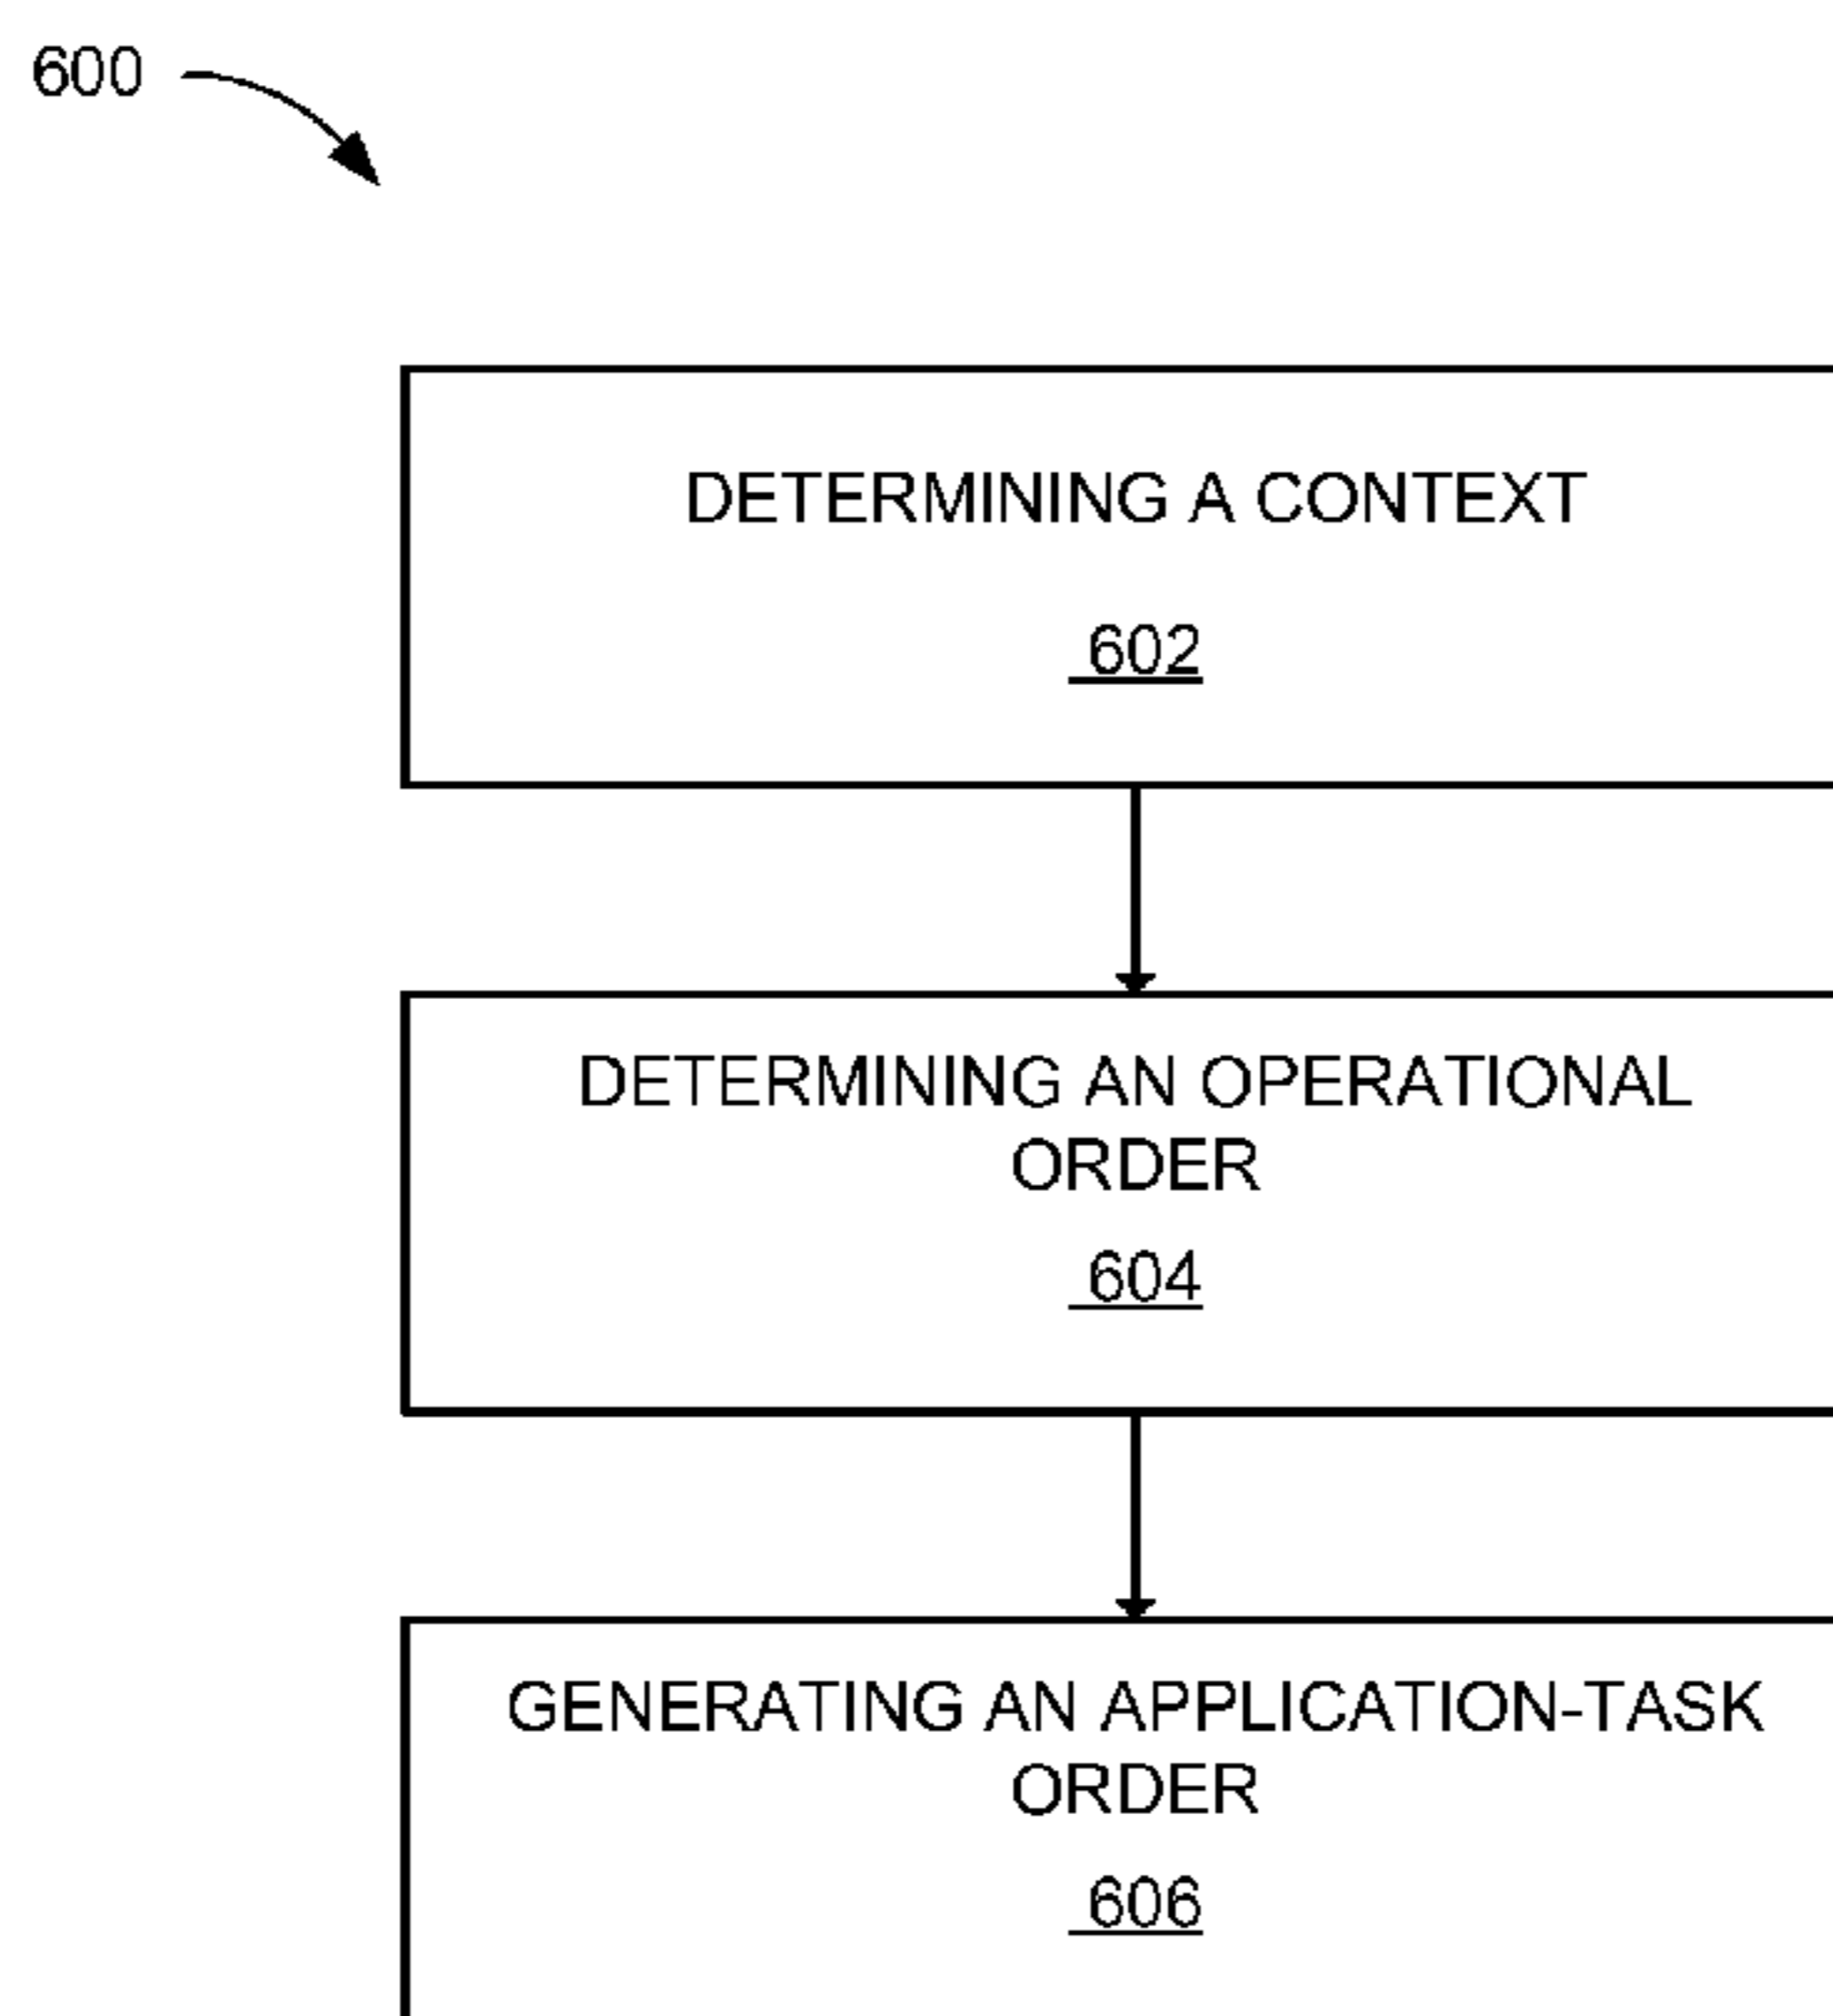 600
DETERMINING A CONTEXT
602
DETERMINING AN OPERATIONAL
ORDER
604
GENERATING AN APPLICATION-TASK
ORDER
606